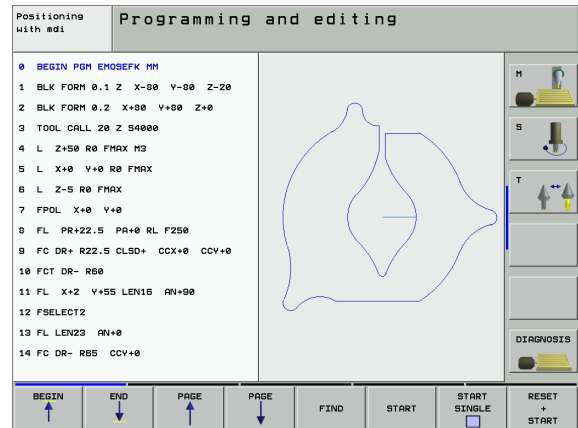 Positioning
with mdi
Programming and editing
0 BEGIN PGM EMOSEFK MM
1 BLK FORM 0.1 Z X-80 Y-80 Z-20
2 BLK FORM 0.2 X+80 Y+80 Z+0
3 TOOL CALL 20 Z S4000
4 L Z+50 R0 FMAX M3
5 L X+0 Y+0 R0 FMAX
6 L Z-5 R0 FMAX
7 FPOL X+0 Y+0
8 FL PR+22.5 PA+0 RL F250
9 FC DR+ R22.5 CLSD+ CCX+0 CCY+0
10 FCT DR- R60
11 FL X+2 Y+55 LEN16 AN+90
12 FSELECT2
13 FL LEN23 AN+0
14 FC DR- R65 CCY+0
M
S
T
DIAGNOSIS
BEGIN
END
PAGE
PAGE
FIND
START
START
SINGLE
RESET
+
START